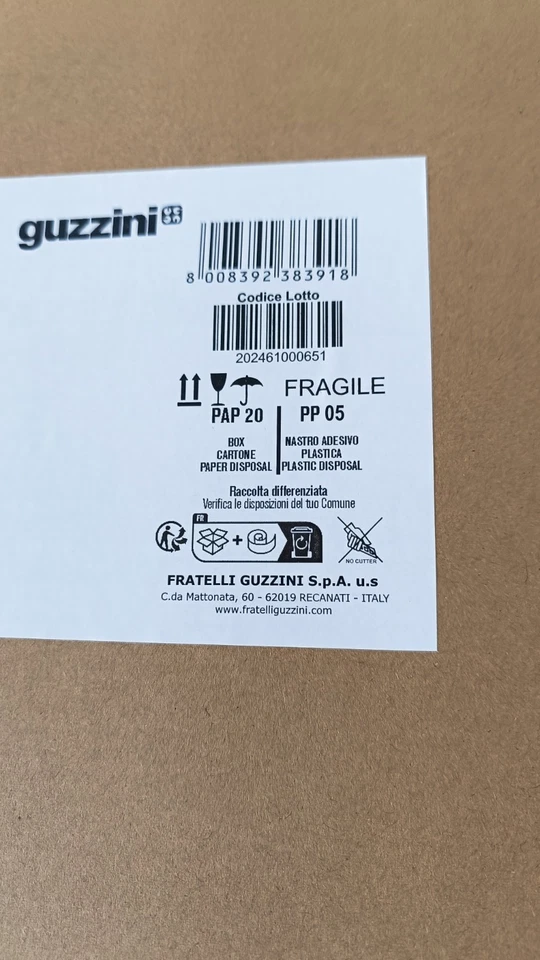 guzzini
8 008392 383918
Codice Lotto
202461000651
FRAGILE
PAP 20
PP 05
BOX
CARTONE
PAPER DISPOSAL
NASTRO ADESIVO
PLASTICA
PLASTIC DISPOSAL
Raccolta differenziata
Verifica le disposizioni del tuo Comune
FR
+
NO CUTTER
FRATELLI GUZZINI S.p.A. u.s
C.da Mattonata, 60 - 62019 RECANATI - ITALY
www.fratelliguzzini.com